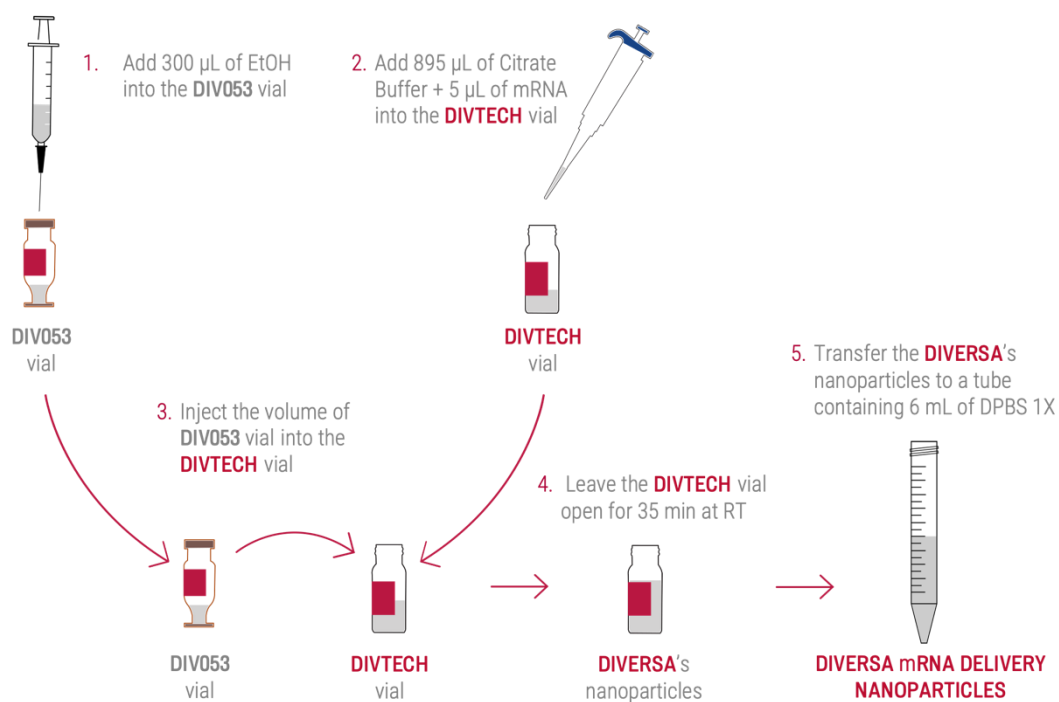 1. Add 300 µL of EtOH
into the DIV053 vial
2. Add 895 µL of Citrate
Buffer + 5 µL of mRNA
into the DIVTECH vial
DIV053
vial
DIVTECH
vial
3. Inject the volume of
DIV053 vial into the
DIVTECH vial
4. Leave the DIVTECH vial
open for 35 min at RT
5. Transfer the DIVERSA's
nanoparticles to a tube
containing 6 mL of DPBS 1X
DIV053
vial
DIVTECH
vial
DIVERSA's
nanoparticles
DIVERSA mRNA DELIVERY
NANOPARTICLES